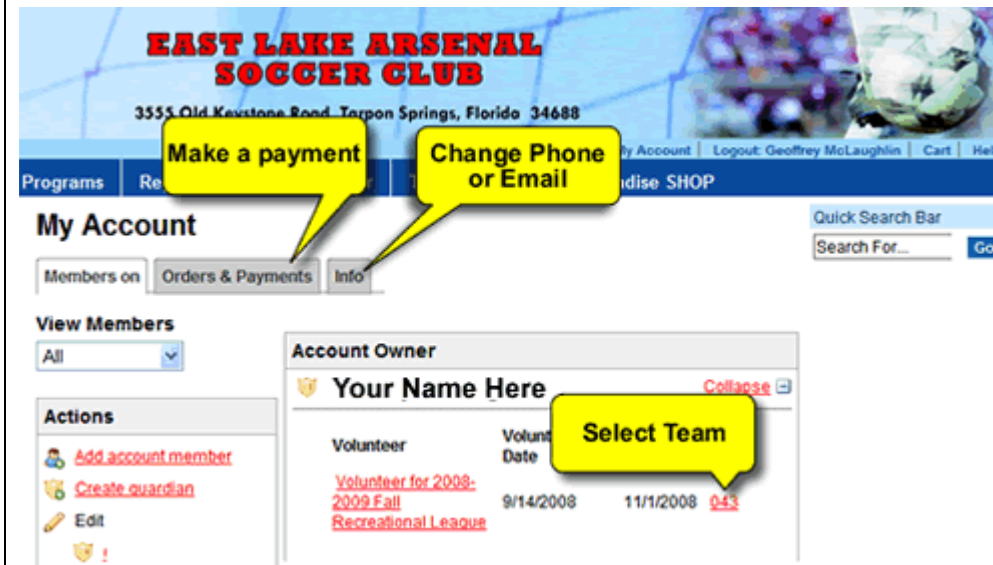 EAST LAKE ARSENAL
SOCCER CLUB
3555 Old Keystone Road Tarpon Springs, Florida 34688
My Account | Logout: Geoffrey McLaughlin | Cart |
Programs
Merchandise SHOP
Make a payment
Change Phone
or Email
My Account
Quick Search Bar
Search For...
Go
Members on
Orders & Payments
Info
View Members
All
Account Owner
Your Name Here
Collapse
Actions
Add account member
Create guardian
Edit
!
Select Team
Volunteer
Date
Volunteer for 2008-
2009 Fall
Recreational League
9/14/2008
11/1/2008
043